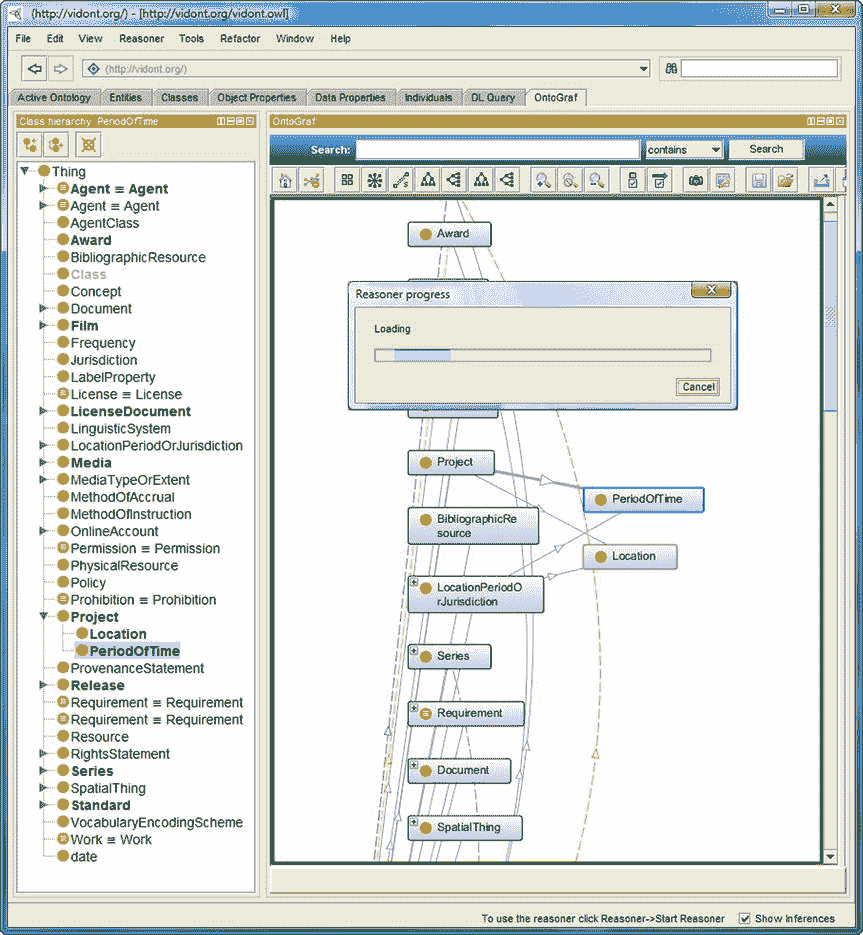 (http://vidont.org/) - [http://vidont.org/vidont.owl]
File Edit View Reasoner Tools Refactor Window Help
(http://vidont.org/)
Active Ontology Entities Classes Object Properties Data Properties Individuals DL Query OntoGraf
Class hierarchy PeriodOfTime
Thing
Agent ≡ Agent
Agent ≡ Agent
AgentClass
Award
BibliographicResource
Class
Concept
Document
Film
Frequency
Jurisdiction
LabelProperty
License ≡ License
LicenseDocument
LinguisticSystem
LocationPeriodOrJurisdiction
Media
MediaTypeOrExtent
MethodOfAccrual
MethodOfInstruction
OnlineAccount
Permission ≡ Permission
PhysicalResource
Policy
Prohibition ≡ Prohibition
Project
Location
PeriodOfTime
ProvenanceStatement
Release
Requirement ≡ Requirement
Requirement ≡ Requirement
Resource
RightsStatement
Series
SpatialThing
Standard
VocabularyEncodingScheme
Work ≡ Work
date
OntoGraf
Search: contains Search
Award
Reasoner progress
Loading
Cancel
Project
PeriodOfTime
BibliographicRe
source
Location
LocationPeriodO
rJurisdiction
Series
Requirement
Document
SpatialThing
To use the reasoner click Reasoner->Start Reasoner Show Inferences